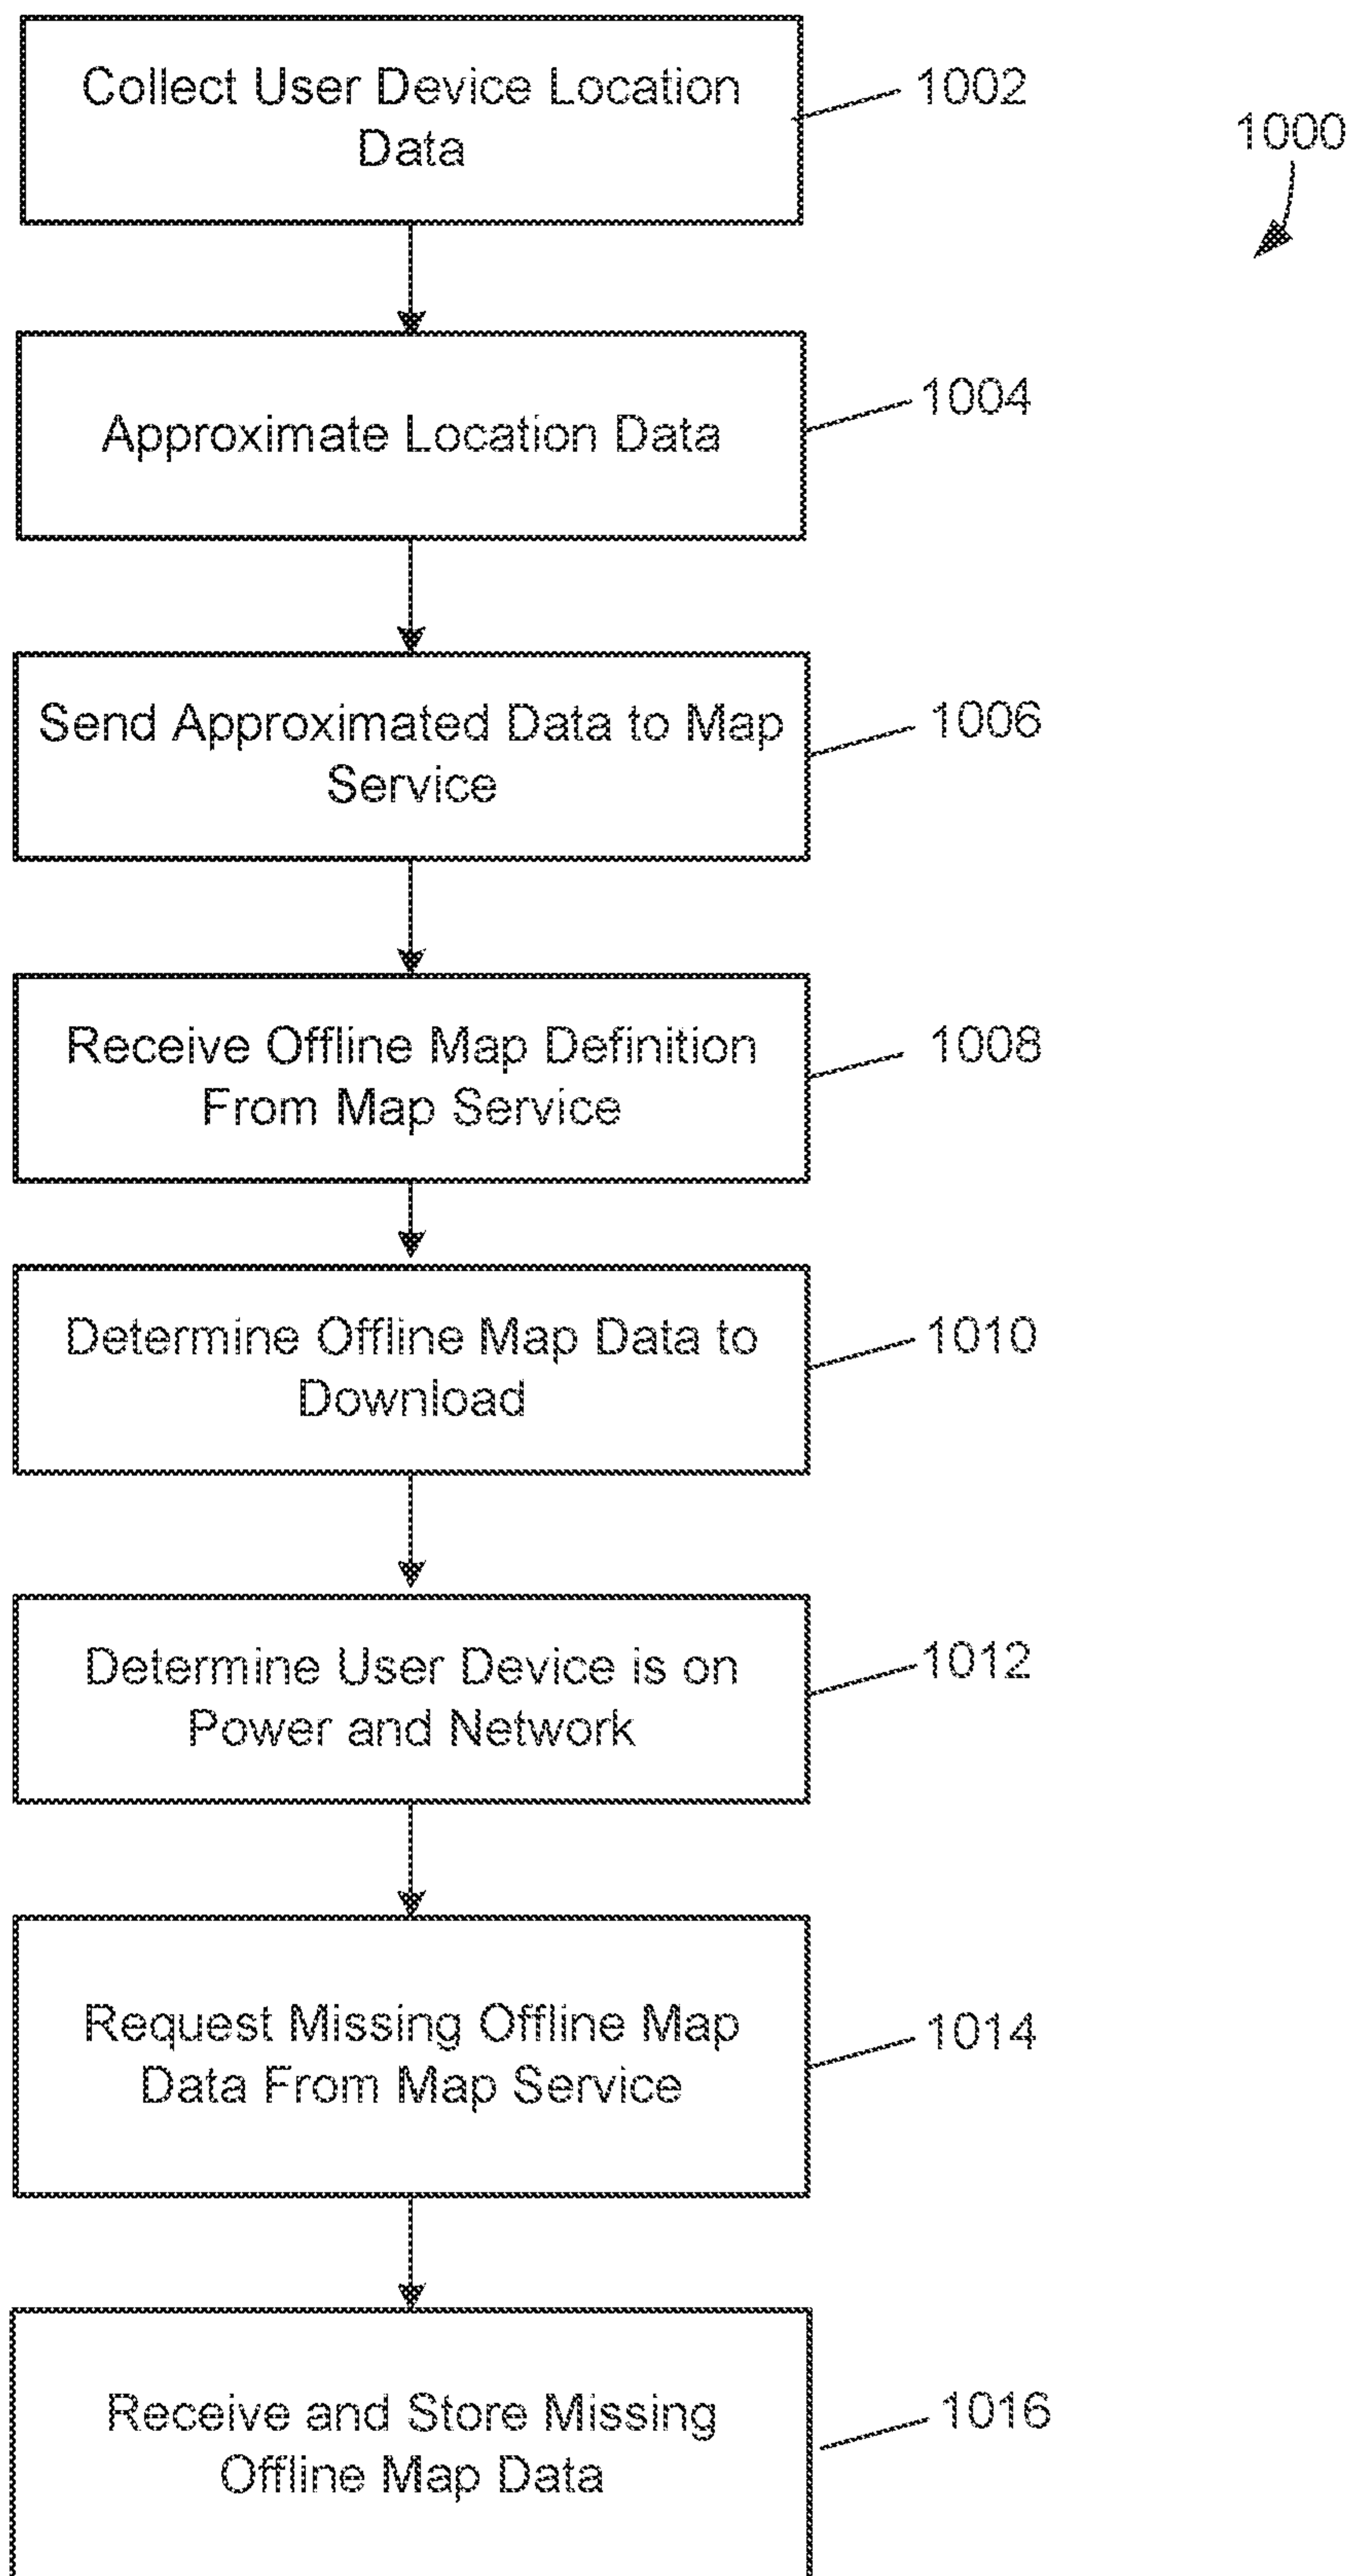 Collect User Device Location
Data
1002
1000
Approximate Location Data
1004
Send Approximated Data to Map
Service
1006
Receive Offline Map Definition
From Map Service
1008
Determine Offline Map Data to
Download
1010
Determine User Device is on
Power and Network
1012
Request Missing Offline Map
Data From Map Service
1014
Receive and Store Missing
Offline Map Data
1016